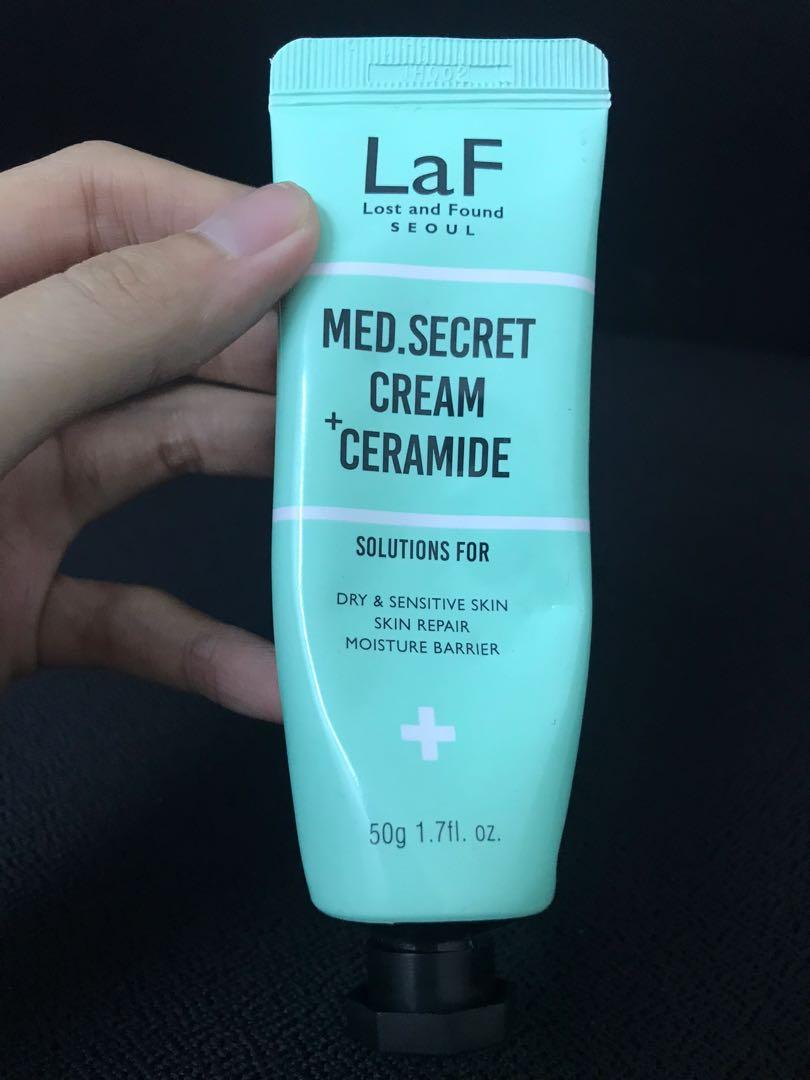 LaF
Lost and Found
SEOUL
MED.SECRET
CREAM
+CERAMIDE
SOLUTIONS FOR
DRY & SENSITIVE SKIN
SKIN REPAIR
MOISTURE BARRIER
50g 1.7fl. oz.